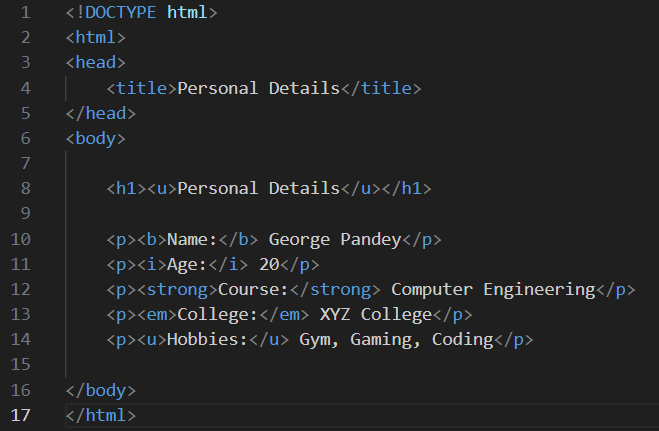 1 <!DOCTYPE html>
2 <html>
3 <head>
4     <title>Personal Details</title>
5 </head>
6 <body>
7
8     <h1><u>Personal Details</u></h1>
9
10     <p><b>Name:</b> George Pandey</p>
11     <p><i>Age:</i> 20</p>
12     <p><strong>Course:</strong> Computer Engineering</p>
13     <p><em>College:</em> XYZ College</p>
14     <p><u>Hobbies:</u> Gym, Gaming, Coding</p>
15
16 </body>
17 </html>